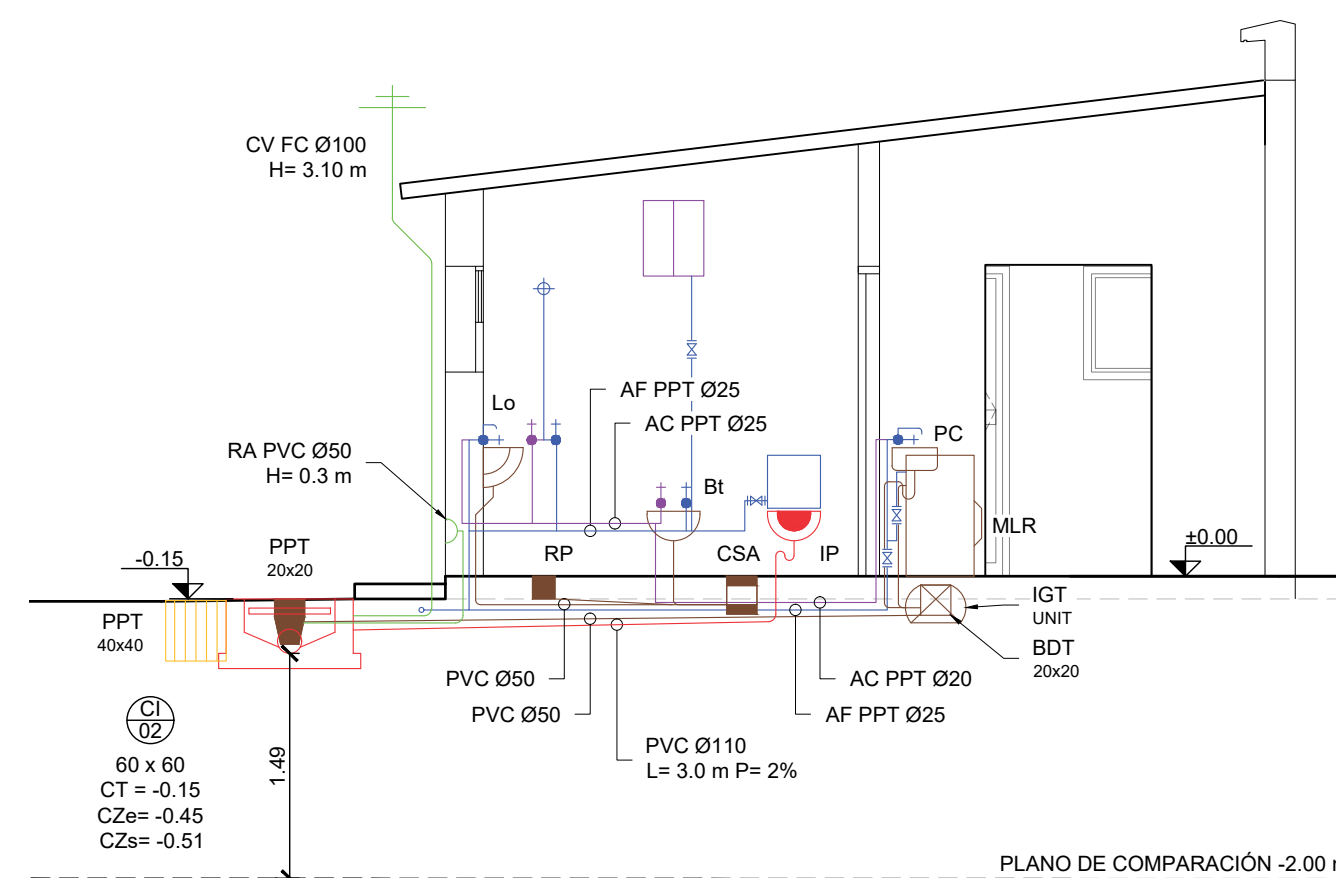 CV FC Ø100
H= 3.10 m
AF PPT Ø25
Lo
AC PPT Ø25
PC
RA PVC Ø50
H= 0.3 m
Bt
MLR
-0.15
PPT
20x20
RP
CSA
IP
±0.00
PPT
40x40
IGT
UNIT
BDT
20x20
PVC Ø50
AC PPT Ø20
PVC Ø50
AF PPT Ø25
CI
02
PVC Ø110
L= 3.0 m P= 2%
60 x 60
CT = -0.15
CZe= -0.45
CZs= -0.51
1.49
PLANO DE COMPARACIÓN -2.00